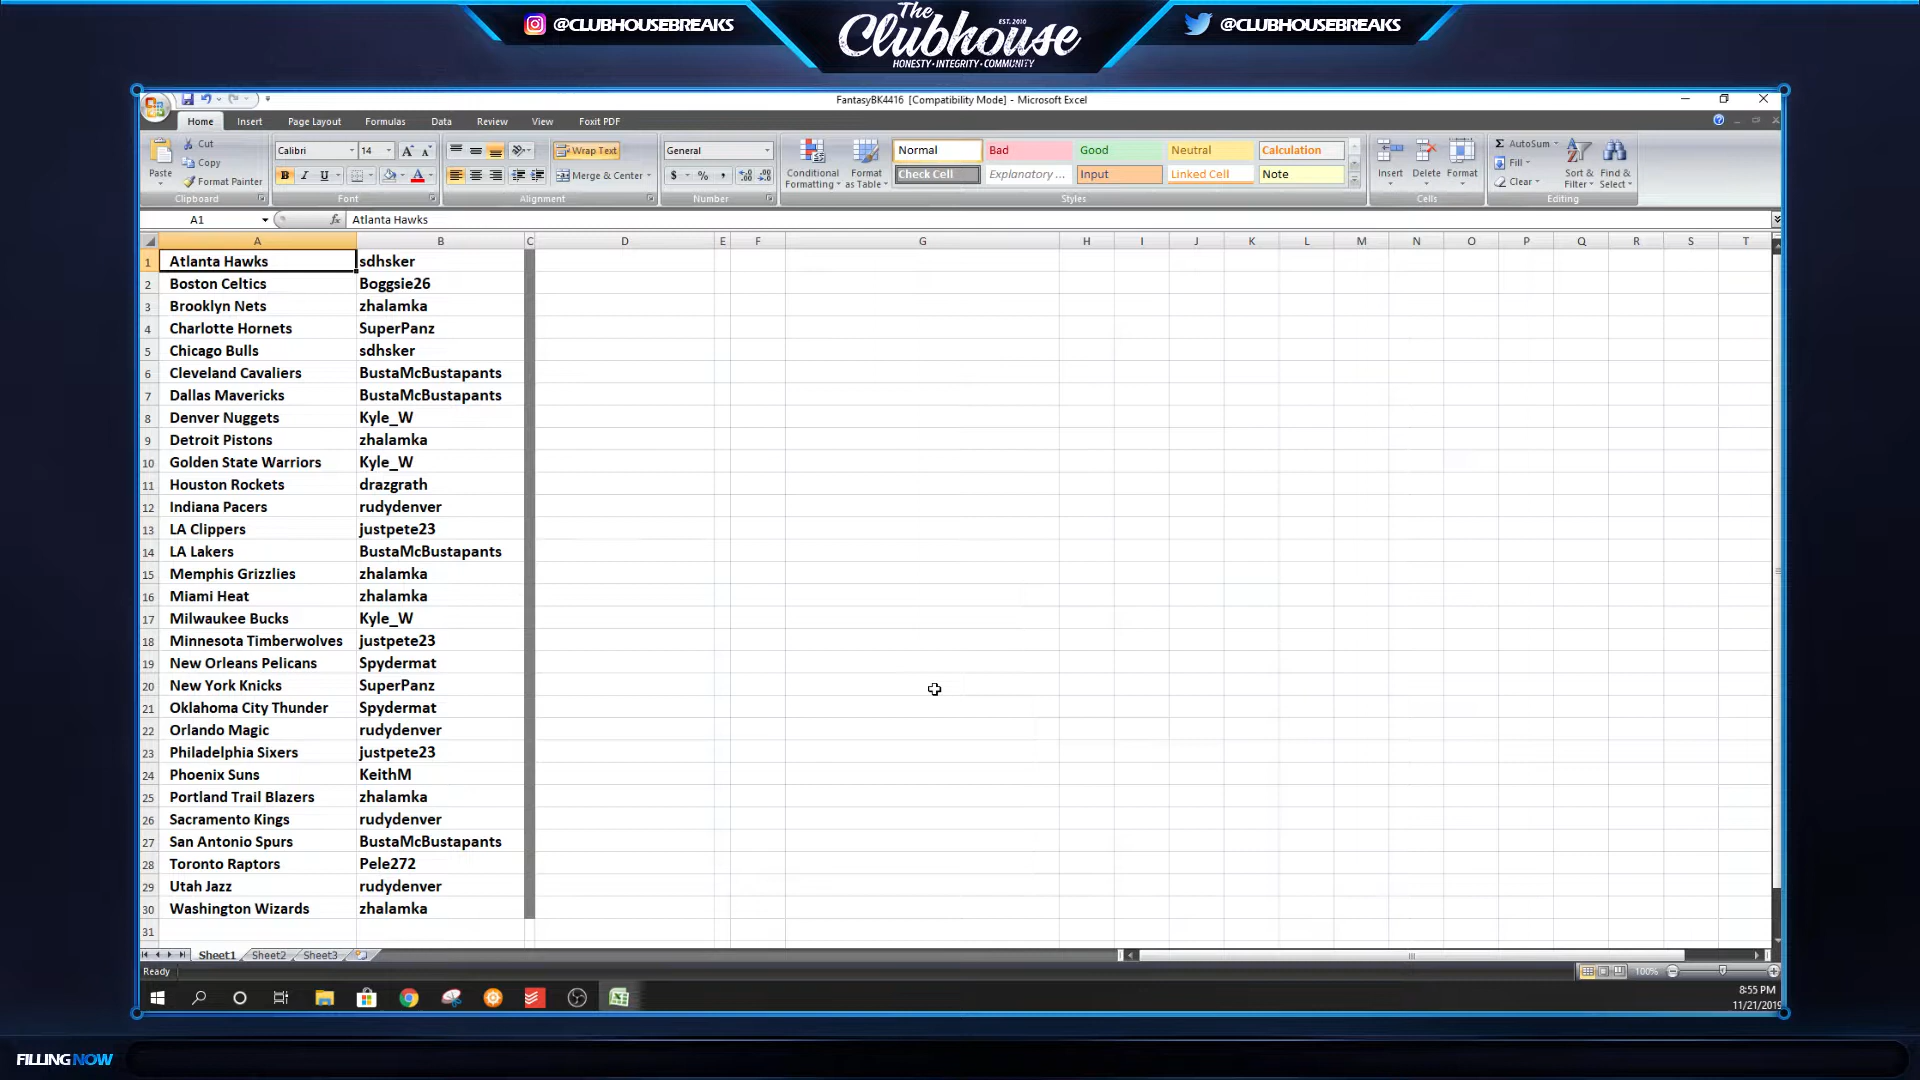 @CLUBHOUSEBREAKS
The Clubhouse
EST. 2010
HONESTY • INTEGRITY • COMMUNITY
@CLUBHOUSEBREAKS
FantasyBK4416 [Compatibility Mode] - Microsoft Excel
Home Insert Page Layout Formulas Data Review View Foxit PDF
Paste
Cut
Copy
Format Painter
Clipboard
Calibri 14
B I U
Font
Wrap Text
Merge & Center
Alignment
General
$ % ,
Number
Conditional Formatting
Format as Table
Normal Bad Good Neutral Calculation
Check Cell Explanatory ... Input Linked Cell Note
Styles
Insert Delete Format
Cells
AutoSum
Fill
Clear
Sort & Filter
Find & Select
Editing
A1 fx Atlanta Hawks
A B C D E F G H I J K L M N O P Q R S T
1 Atlanta Hawks sdhsker
2 Boston Celtics Boggsie26
3 Brooklyn Nets zhalamka
4 Charlotte Hornets SuperPanz
5 Chicago Bulls sdhsker
6 Cleveland Cavaliers BustaMcBustapants
7 Dallas Mavericks BustaMcBustapants
8 Denver Nuggets Kyle_W
9 Detroit Pistons zhalamka
10 Golden State Warriors Kyle_W
11 Houston Rockets drazgrath
12 Indiana Pacers rudydenver
13 LA Clippers justpete23
14 LA Lakers BustaMcBustapants
15 Memphis Grizzlies zhalamka
16 Miami Heat zhalamka
17 Milwaukee Bucks Kyle_W
18 Minnesota Timberwolves justpete23
19 New Orleans Pelicans Spydermat
20 New York Knicks SuperPanz
21 Oklahoma City Thunder Spydermat
22 Orlando Magic rudydenver
23 Philadelphia Sixers justpete23
24 Phoenix Suns KeithM
25 Portland Trail Blazers zhalamka
26 Sacramento Kings rudydenver
27 San Antonio Spurs BustaMcBustapants
28 Toronto Raptors Pele272
29 Utah Jazz rudydenver
30 Washington Wizards zhalamka
31
Sheet1 Sheet2 Sheet3
Ready 100%
8:55 PM
11/21/2019
FILLING NOW